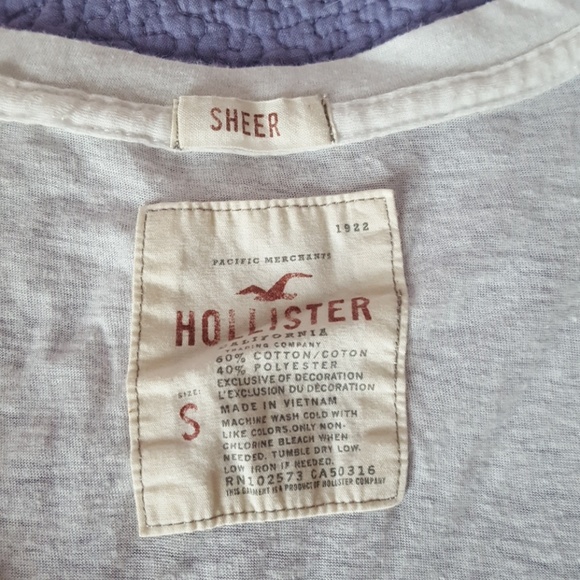 SHEER
1922
PACIFIC MERCHANTS
HOLLISTER
CALIFORNIA
TRADING COMPANY
60% COTTON/COTON
40% POLYESTER
EXCLUSIVE OF DECORATION
L'EXCLUSION DU DÉCORATION
MADE IN VIETNAM
MACHINE WASH COLD WITH
LIKE COLORS. ONLY NON-
CHLORINE BLEACH WHEN
NEEDED. TUMBLE DRY LOW.
LOW IRON IF NEEDED.
RN102573 CA50316
THIS GARMENT IS A PRODUCT OF HOLLISTER COMPANY
SIZE:
S